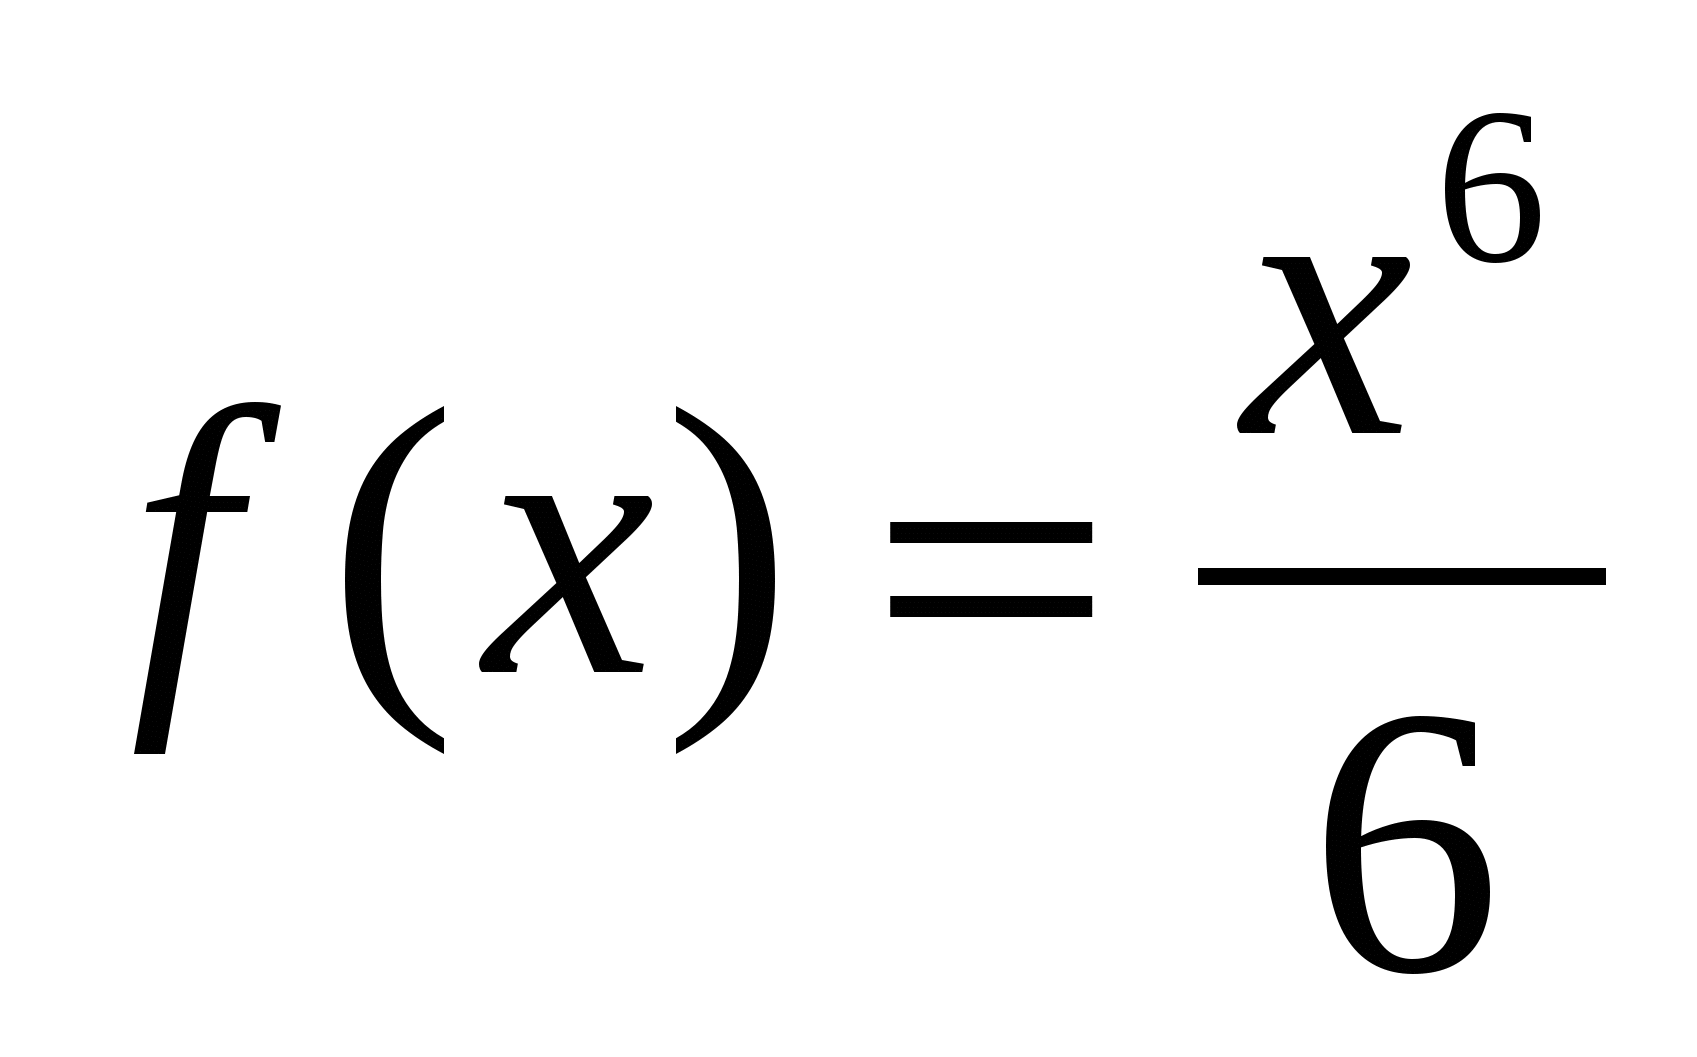 f(x) = x^6/6